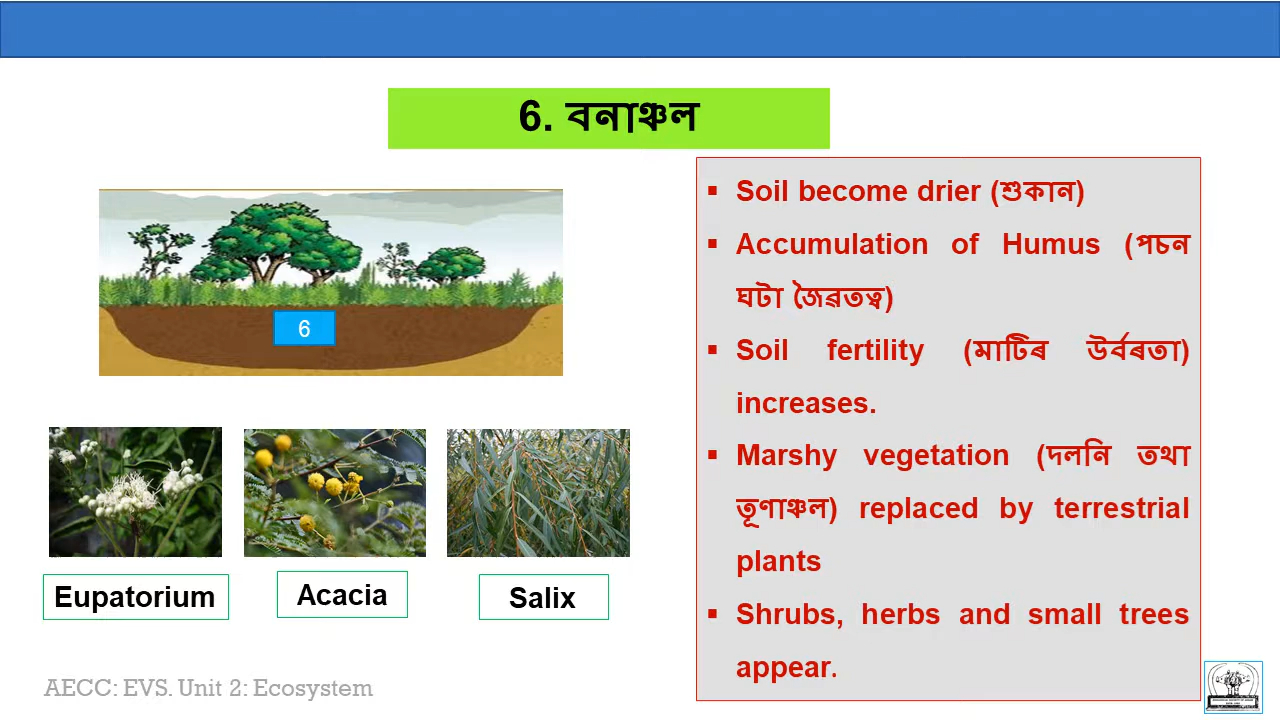 6. বনাঞ্চল
6
Eupatorium
Acacia
Salix
▪ Soil become drier (শুকান)
▪ Accumulation of Humus (পচন
ঘটা জৈৱতত্ব)
▪ Soil fertility (মাটিৰ উৰ্বৰতা)
increases.
▪ Marshy vegetation (দলনি তথা
তৃণাঞ্চল) replaced by terrestrial
plants
▪ Shrubs, herbs and small trees
appear.
AECC: EVS. Unit 2: Ecosystem